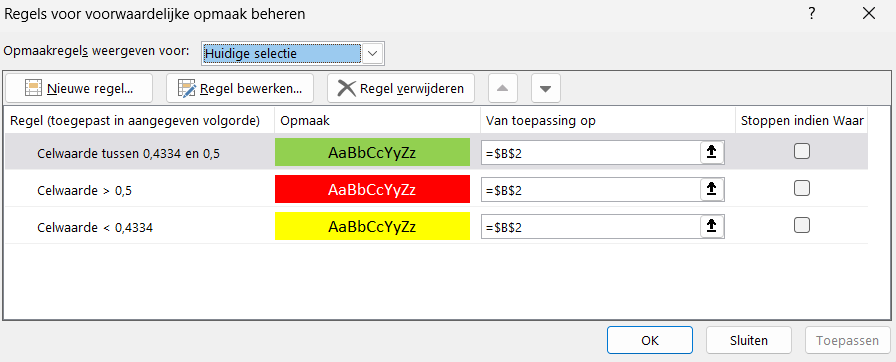 Regels voor voorwaardelijke opmaak beheren ? ×
Opmaakregels weergeven voor: Huidige selectie
Nieuwe regel... Regel bewerken... Regel verwijderen
Regel (toegepast in aangegeven volgorde) Opmaak Van toepassing op Stoppen indien Waar
Celwaarde tussen 0,4334 en 0,5 AaBbCcYyZz =$B$2
Celwaarde > 0,5 AaBbCcYyZz =$B$2
Celwaarde < 0,4334 AaBbCcYyZz =$B$2
OK Sluiten Toepassen